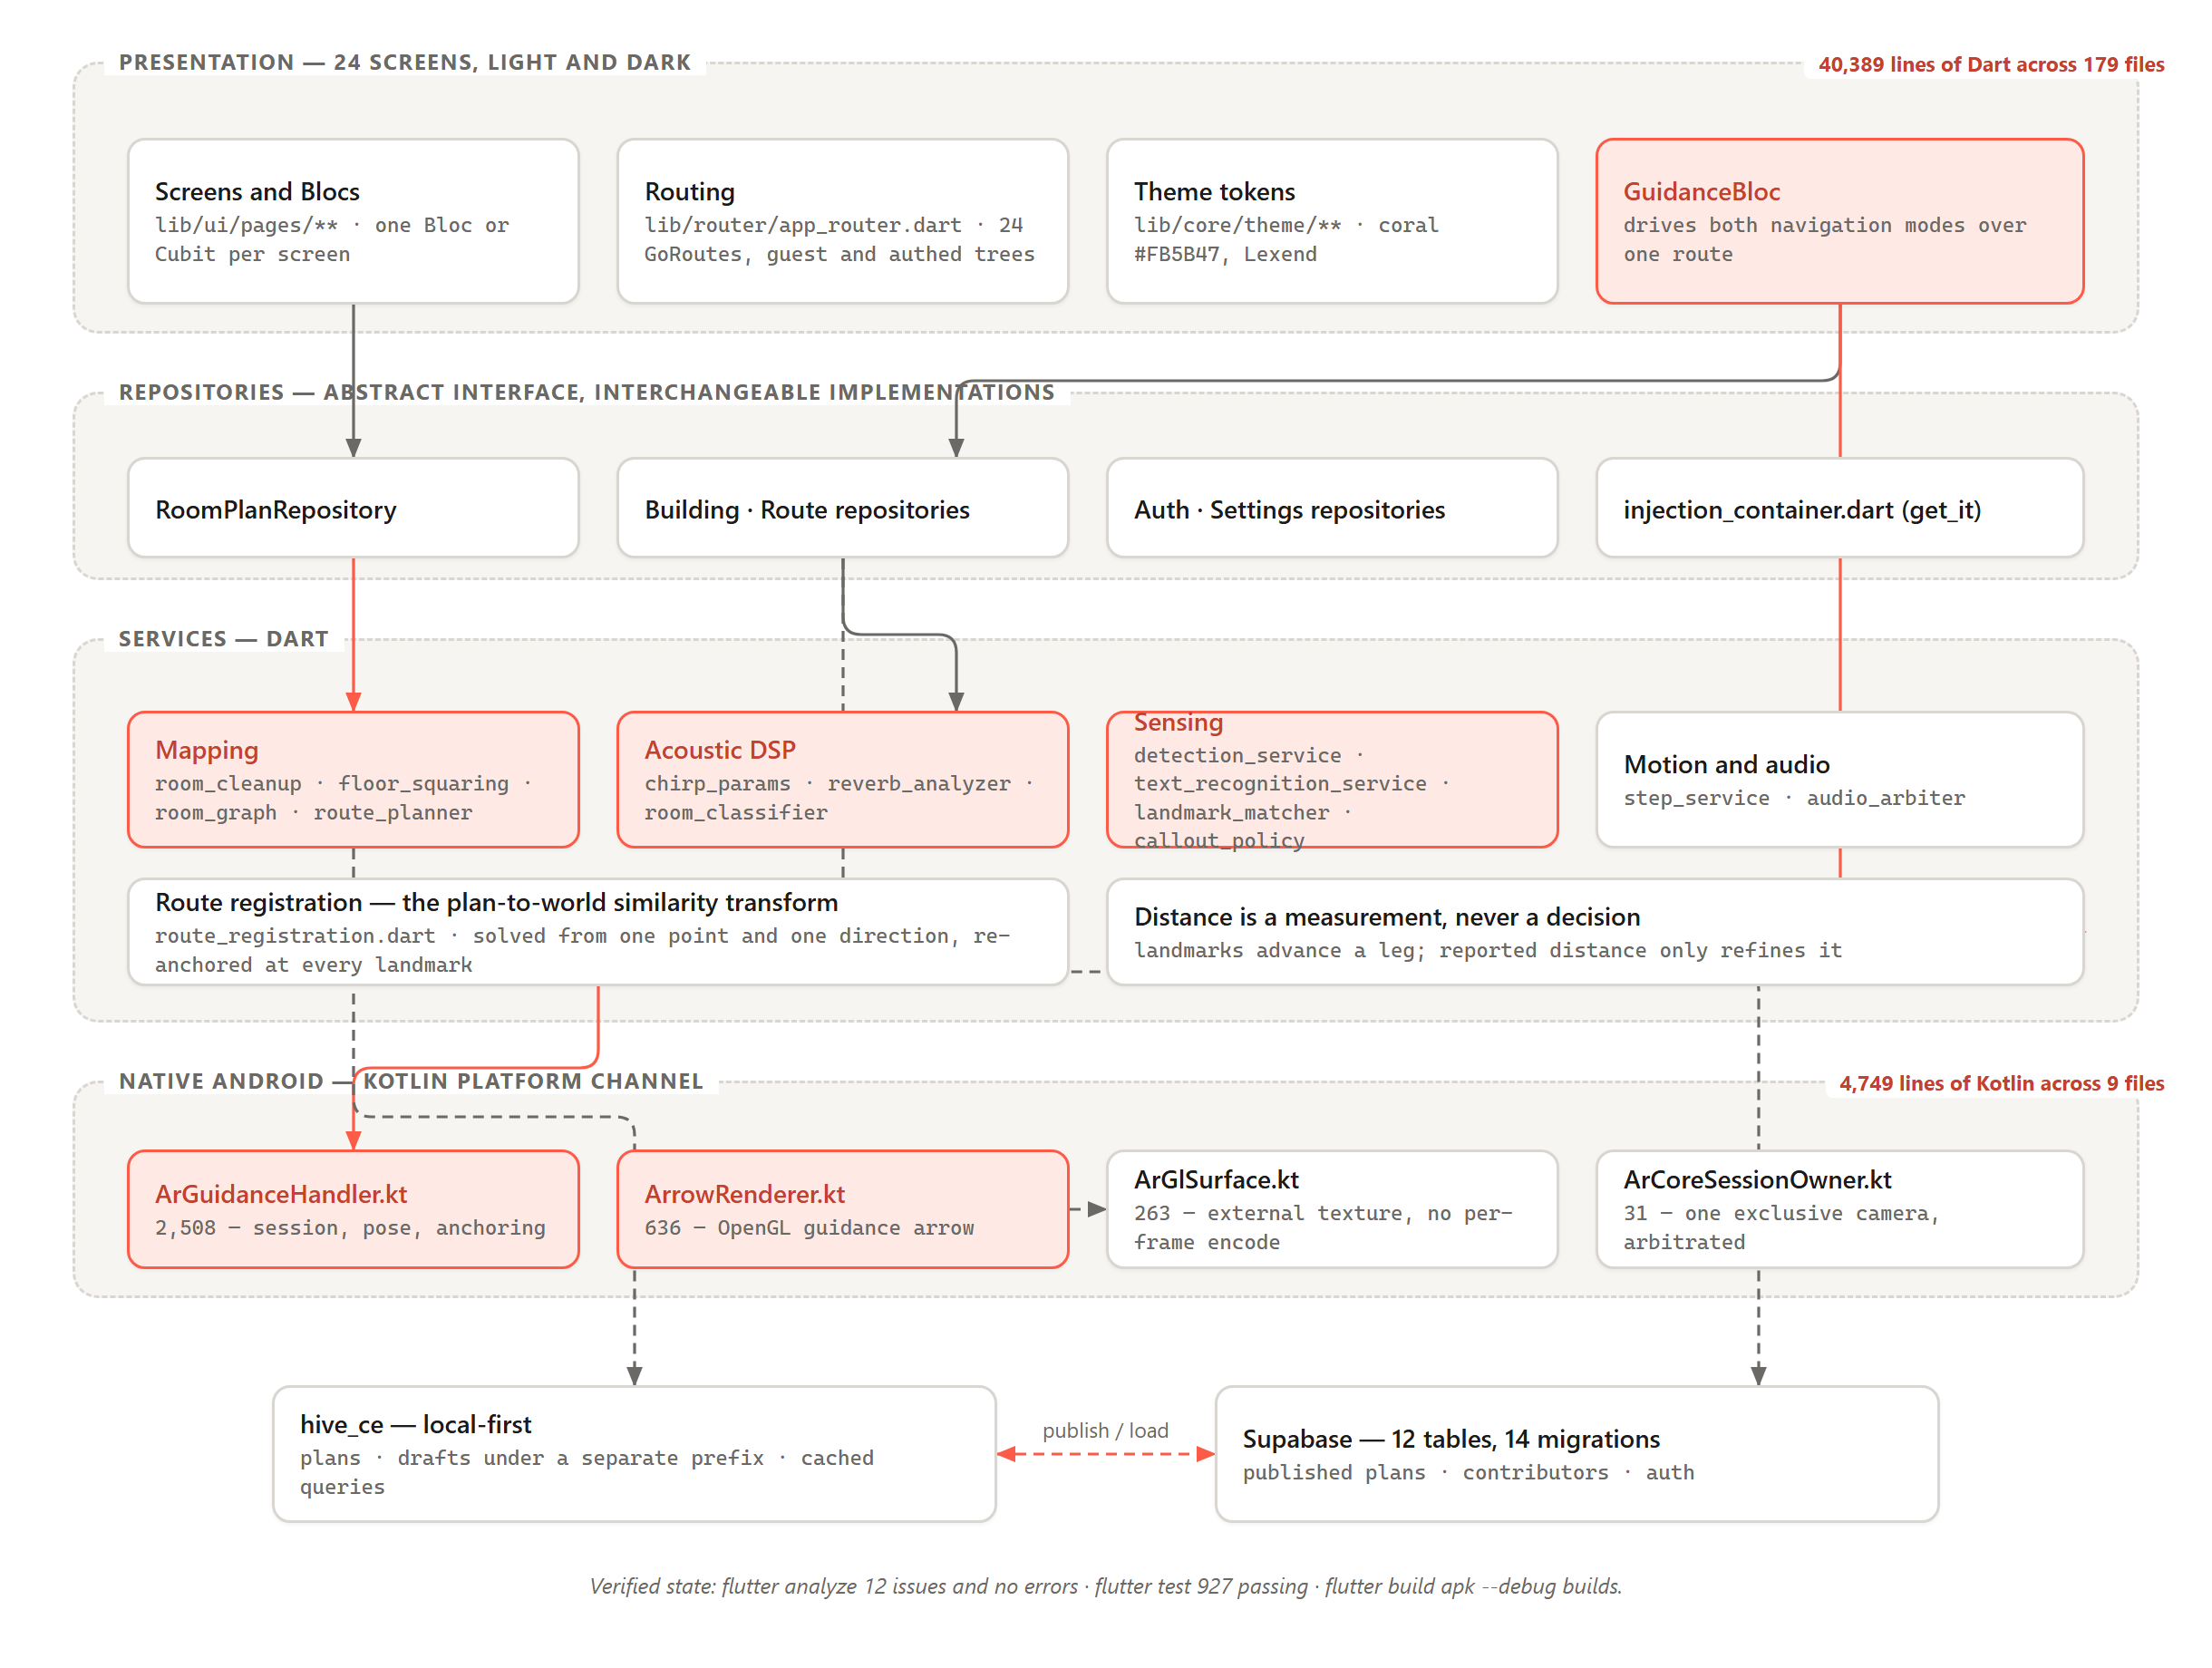 PRESENTATION — 24 SCREENS, LIGHT AND DARK
40,389 lines of Dart across 179 files
Screens and Blocs
lib/ui/pages/** · one Bloc or
Cubit per screen
Routing
lib/router/app_router.dart · 24
GoRoutes, guest and authed trees
Theme tokens
lib/core/theme/** · coral
#FB5B47, Lexend
GuidanceBloc
drives both navigation modes over
one route
REPOSITORIES — ABSTRACT INTERFACE, INTERCHANGEABLE IMPLEMENTATIONS
RoomPlanRepository
Building · Route repositories
Auth · Settings repositories
injection_container.dart (get_it)
SERVICES — DART
Mapping
room_cleanup · floor_squaring ·
room_graph · route_planner
Acoustic DSP
chirp_params · reverb_analyzer ·
room_classifier
Sensing
detection_service ·
text_recognition_service ·
landmark_matcher ·
callout_policy
Motion and audio
step_service · audio_arbiter
Route registration — the plan-to-world similarity transform
route_registration.dart · solved from one point and one direction, re-
anchored at every landmark
Distance is a measurement, never a decision
landmarks advance a leg; reported distance only refines it
NATIVE ANDROID — KOTLIN PLATFORM CHANNEL
4,749 lines of Kotlin across 9 files
ArGuidanceHandler.kt
2,508 — session, pose, anchoring
ArrowRenderer.kt
636 — OpenGL guidance arrow
ArGlSurface.kt
263 — external texture, no per-
frame encode
ArCoreSessionOwner.kt
31 — one exclusive camera,
arbitrated
hive_ce — local-first
plans · drafts under a separate prefix · cached
queries
publish / load
Supabase — 12 tables, 14 migrations
published plans · contributors · auth
Verified state: flutter analyze 12 issues and no errors · flutter test 927 passing · flutter build apk --debug builds.